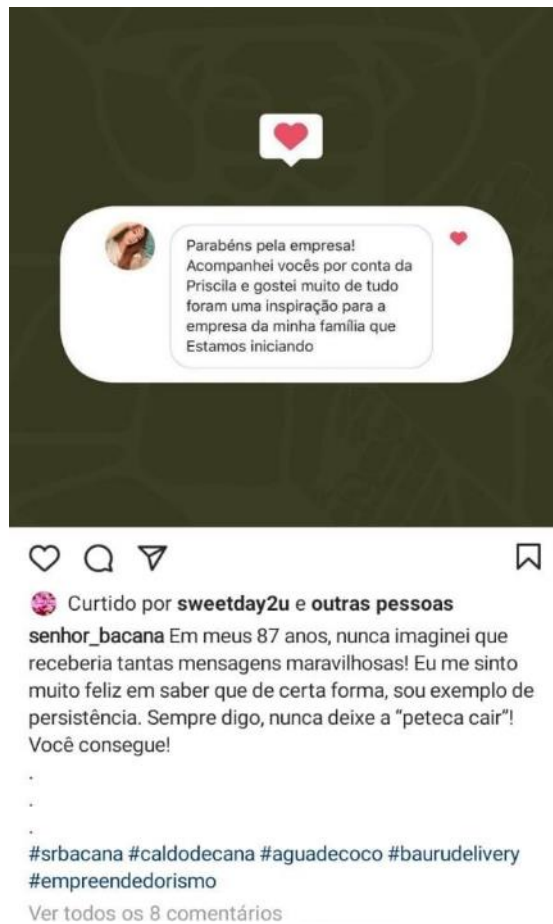 Parabéns pela empresa!
Acompanhei vocês por conta da
Priscila e gostei muito de tudo
foram uma inspiração para a
empresa da minha família que
Estamos iniciando
Curtido por sweetday2u e outras pessoas
senhor_bacana Em meus 87 anos, nunca imaginei que
receberia tantas mensagens maravilhosas! Eu me sinto
muito feliz em saber que de certa forma, sou exemplo de
persistência. Sempre digo, nunca deixe a “peteca cair”!
Você consegue!
.
.
.
#srbacana #caldodecana #aguadecoco #baurudelivery
#empreendedorismo
Ver todos os 8 comentários